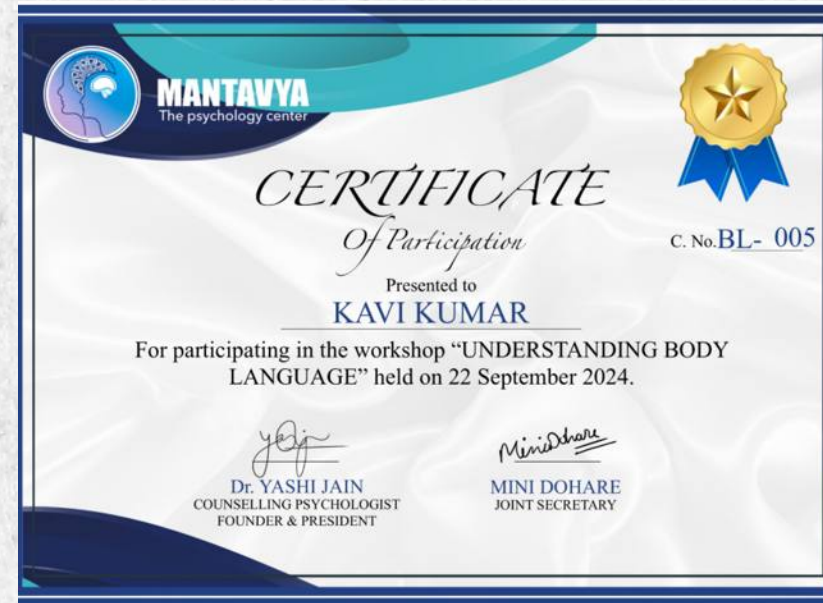 MANTAVYA
The psychology center
CERTIFICATE
Of Participation
C. No. BL- 005
Presented to
KAVI KUMAR
For participating in the workshop “UNDERSTANDING BODY
LANGUAGE” held on 22 September 2024.
Mini Dohare
Dr. YASHI JAIN
COUNSELLING PSYCHOLOGIST
FOUNDER & PRESIDENT
MINI DOHARE
JOINT SECRETARY